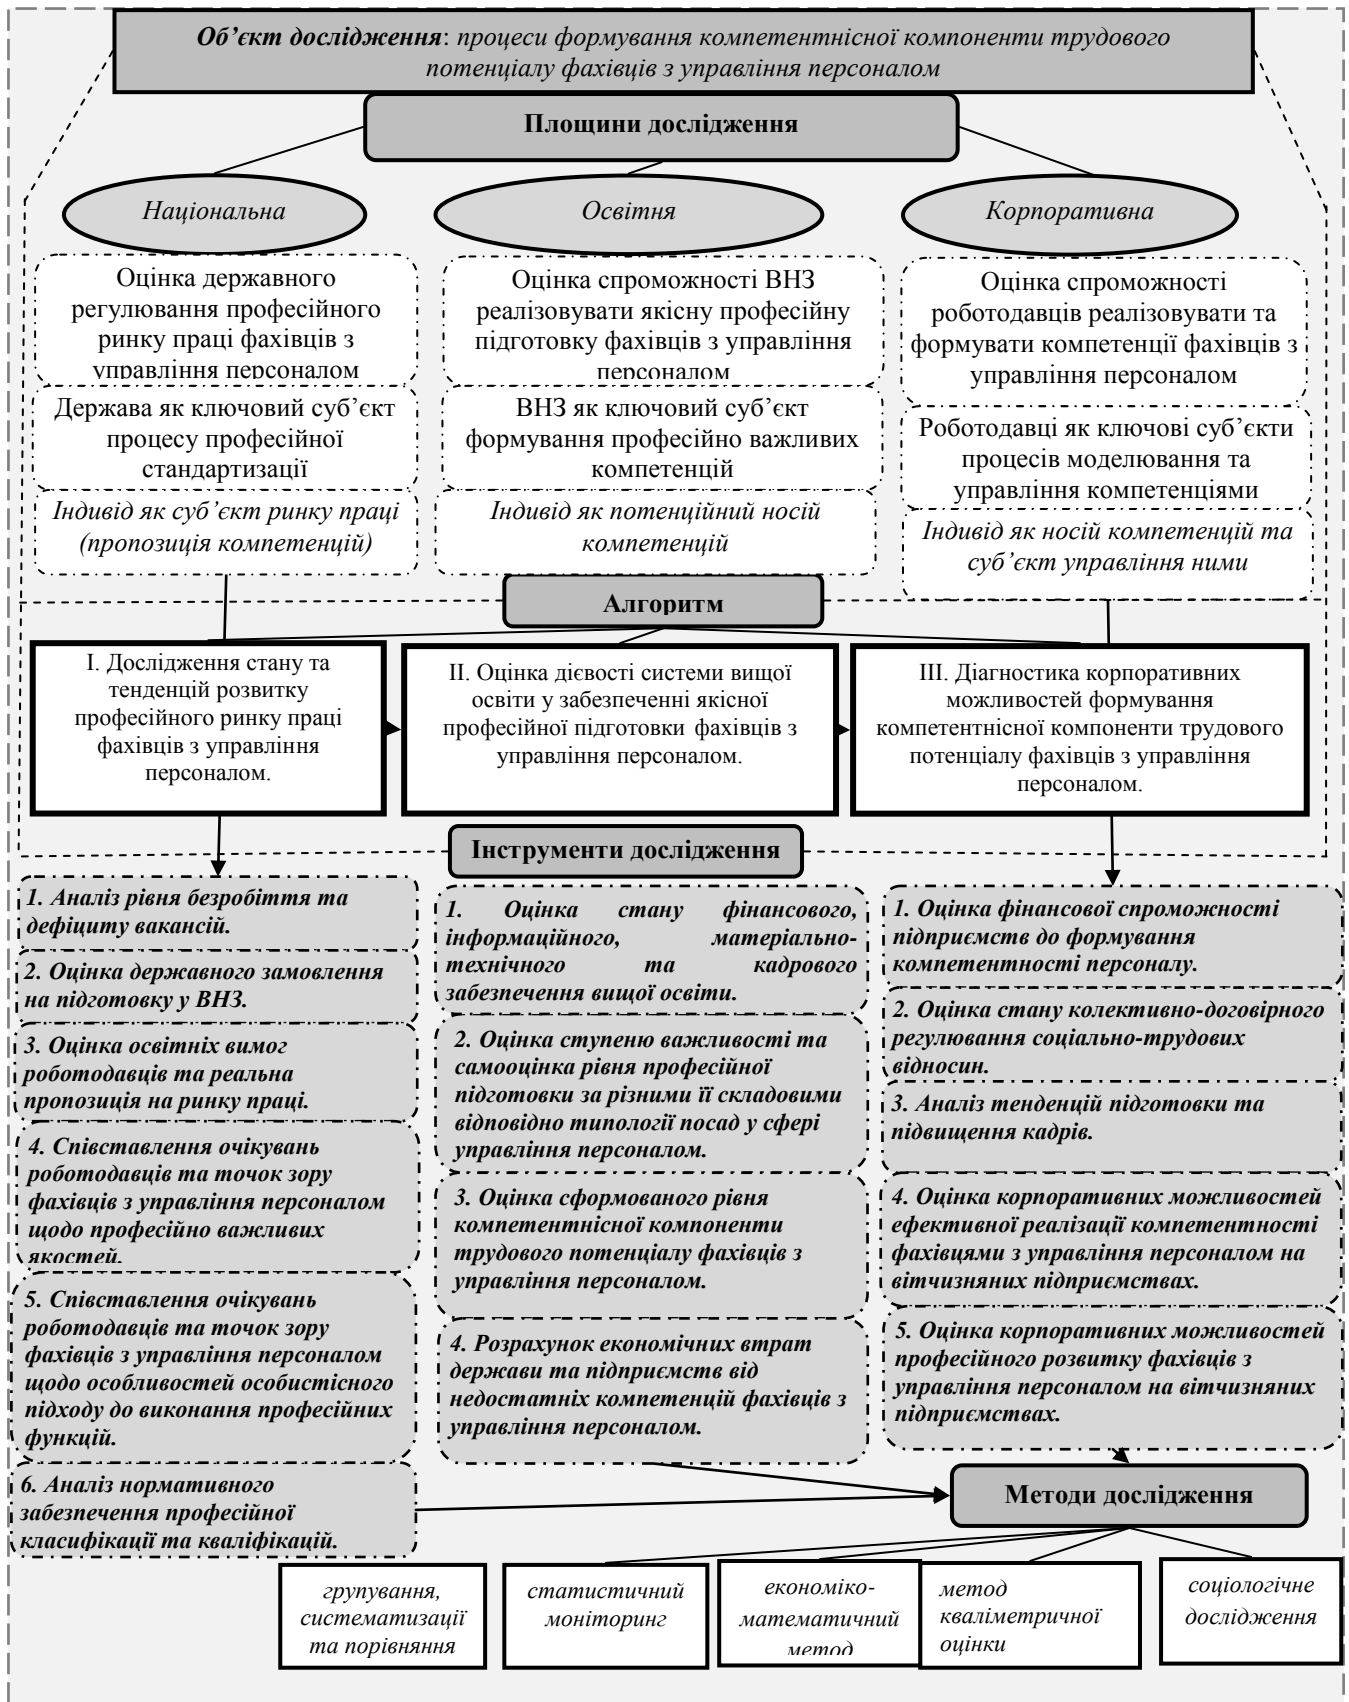 Об’єкт дослідження: процеси формування компетентнісної компоненти трудового
потенціалу фахівців з управління персоналом
Площини дослідження
Національна
Освітня
Корпоративна
Оцінка державного
регулювання професійного
ринку праці фахівців з
управління персоналом
Держава як ключовий суб’єкт
процесу професійної
стандартизації
Індивід як суб’єкт ринку праці
(пропозиція компетенцій)
Оцінка спроможності ВНЗ
реалізовувати якісну професійну
підготовку фахівців з управління
персоналом
ВНЗ як ключовий суб’єкт
формування професійно важливих
компетенцій
Індивід як потенційний носій
компетенцій
Оцінка спроможності
роботодавців реалізовувати та
формувати компетенції фахівців з
управління персоналом
Роботодавці як ключові суб’єкти
процесів моделювання та
управління компетенціями
Індивід як носій компетенцій та
суб’єкт управління ними
Алгоритм
І. Дослідження стану та
тенденцій розвитку
професійного ринку праці
фахівців з управління
персоналом.
ІІ. Оцінка дієвості системи вищої
освіти у забезпеченні якісної
професійної підготовки фахівців з
управління персоналом.
ІІІ. Діагностика корпоративних
можливостей формування
компетентнісної компоненти трудового
потенціалу фахівців з управління
персоналом.
Інструменти дослідження
1. Аналіз рівня безробіття та
дефіциту вакансій.
2. Оцінка державного замовлення
на підготовку у ВНЗ.
3. Оцінка освітніх вимог
роботодавців та реальна
пропозиція на ринку праці.
4. Співставлення очікувань
роботодавців та точок зору
фахівців з управління персоналом
щодо професійно важливих
якостей.
5. Співставлення очікувань
роботодавців та точок зору
фахівців з управління персоналом
щодо особливостей особистісного
підходу до виконання професійних
функцій.
6. Аналіз нормативного
забезпечення професійної
класифікації та кваліфікацій.
1. Оцінка стану фінансового,
інформаційного, матеріально-
технічного та кадрового
забезпечення вищої освіти.
2. Оцінка ступеню важливості та
самооцінка рівня професійної
підготовки за різними її складовими
відповідно типології посад у сфері
управління персоналом.
3. Оцінка сформованого рівня
компетентнісної компоненти
трудового потенціалу фахівців з
управління персоналом.
4. Розрахунок економічних втрат
держави та підприємств від
недостатніх компетенцій фахівців з
управління персоналом.
1. Оцінка фінансової спроможності
підприємств до формування
компетентності персоналу.
2. Оцінка стану колективно-договірного
регулювання соціально-трудових
відносин.
3. Аналіз тенденцій підготовки та
підвищення кадрів.
4. Оцінка корпоративних можливостей
ефективної реалізації компетентності
фахівцями з управління персоналом на
вітчизняних підприємствах.
5. Оцінка корпоративних можливостей
професійного розвитку фахівців з
управління персоналом на вітчизняних
підприємствах.
Методи дослідження
групування,
систематизації
та порівняння
статистичний
моніторинг
економіко-
математичний
метод
метод
кваліметричної
оцінки
соціологічне
дослідження